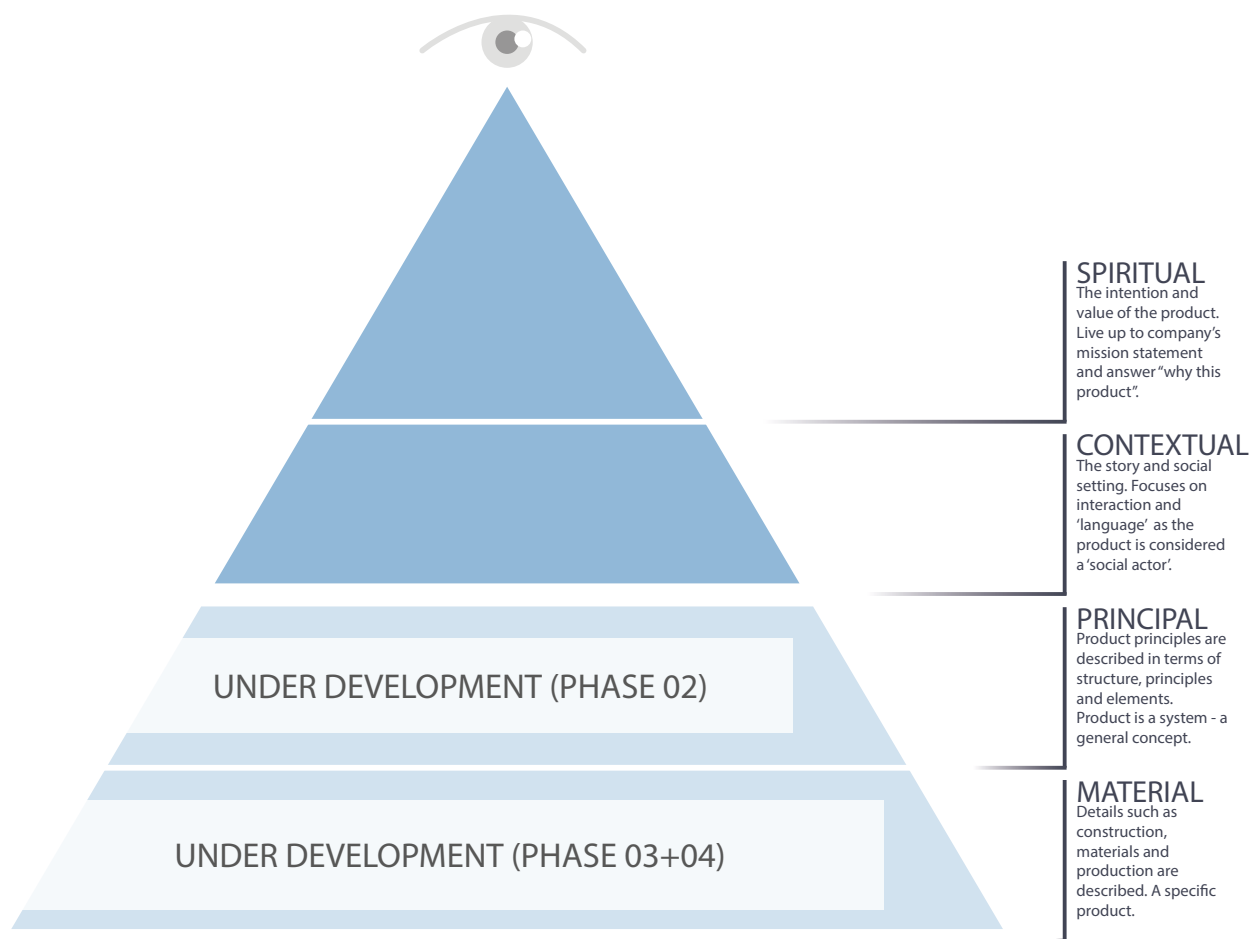 SPIRITUAL
The intention and
value of the product.
Live up to company’s
mission statement
and answer “why this
product”.
CONTEXTUAL
The story and social
setting. Focuses on
interaction and
‘language’ as the
product is considered
a ‘social actor’.
UNDER DEVELOPMENT (PHASE 02)
PRINCIPAL
Product principles are
described in terms of
structure, principles
and elements.
Product is a system - a
general concept.
UNDER DEVELOPMENT (PHASE 03+04)
MATERIAL
Details such as
construction,
materials and
production are
described. A specific
product.